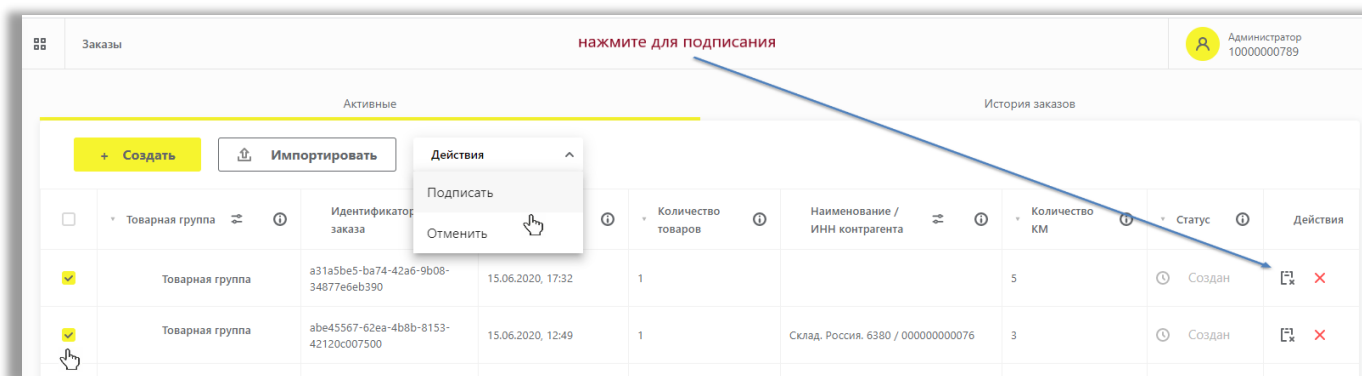 Заказы
нажмите для подписания
Администратор
10000000789
Активные
История заказов
+ Создать
Импортировать
Действия
Подписать
Отменить
Товарная группа
Идентификатор
заказа
Количество
товаров
Наименование /
ИНН контрагента
Количество
КМ
Статус
Действия
Товарная группа
a31a5be5-ba74-42a6-9b08-
34877e6eb390
15.06.2020, 17:32
1
5
Создан
Товарная группа
abe45567-62ea-4b8b-8153-
42120c007500
15.06.2020, 12:49
1
Склад. Россия. 6380 / 000000000076
3
Создан